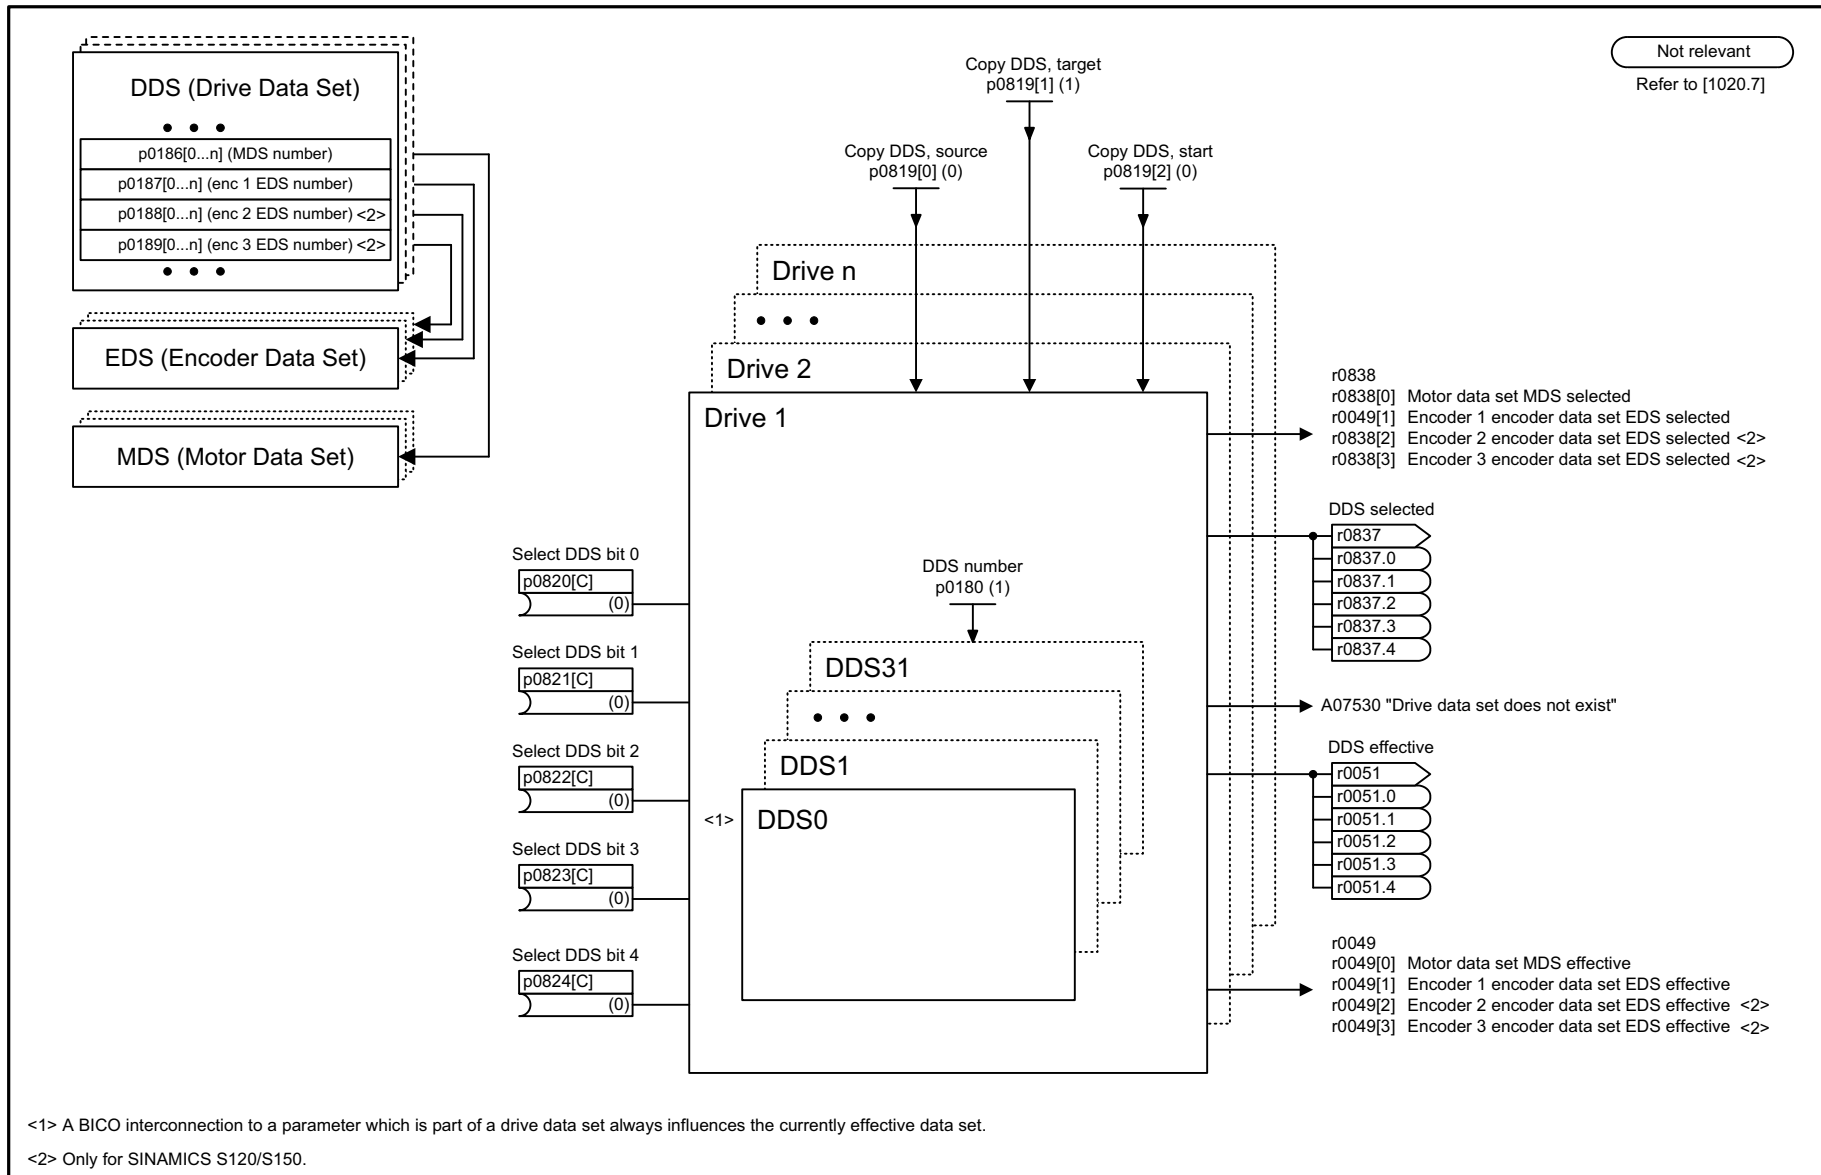 DDS (Drive Data Set)
p0186[0...n] (MDS number)
p0187[0...n] (enc 1 EDS number)
p0188[0...n] (enc 2 EDS number) <2>
p0189[0...n] (enc 3 EDS number) <2>
EDS (Encoder Data Set)
MDS (Motor Data Set)
Copy DDS, target
p0819[1] (1)
Copy DDS, source
p0819[0] (0)
Copy DDS, start
p0819[2] (0)
Not relevant
Refer to [1020.7]
Drive n
Drive 2
Drive 1
Select DDS bit 0
p0820[C]
(0)
Select DDS bit 1
p0821[C]
(0)
Select DDS bit 2
p0822[C]
(0)
Select DDS bit 3
p0823[C]
(0)
Select DDS bit 4
p0824[C]
(0)
DDS number
p0180 (1)
DDS31
DDS1
<1>
DDS0
r0838
r0838[0] Motor data set MDS selected
r0049[1] Encoder 1 encoder data set EDS selected
r0838[2] Encoder 2 encoder data set EDS selected <2>
r0838[3] Encoder 3 encoder data set EDS selected <2>
DDS selected
r0837
r0837.0
r0837.1
r0837.2
r0837.3
r0837.4
A07530 "Drive data set does not exist"
DDS effective
r0051
r0051.0
r0051.1
r0051.2
r0051.3
r0051.4
r0049
r0049[0] Motor data set MDS effective
r0049[1] Encoder 1 encoder data set EDS effective
r0049[2] Encoder 2 encoder data set EDS effective <2>
r0049[3] Encoder 3 encoder data set EDS effective <2>
<1> A BICO interconnection to a parameter which is part of a drive data set always influences the currently effective data set.
<2> Only for SINAMICS S120/S150.